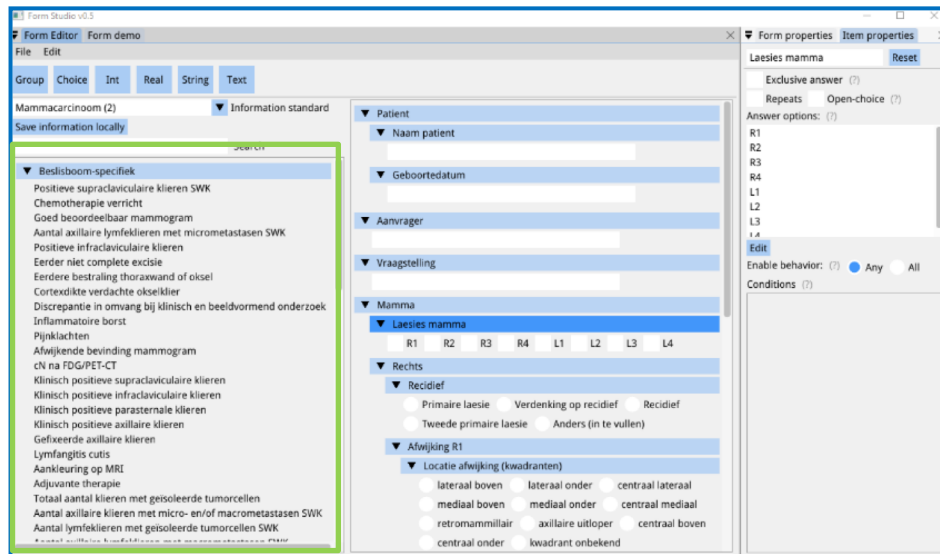 Form Studio v0.5
Form Editor Form demo
File Edit
Group Choice Int Real String Text
Mammacarcinoom (2) Information standard
Save information locally
Search
Beslisboom-specifiek
Positieve supraclaviculaire klieren SWK
Chemotherapie verricht
Goed beoordeelbaar mammogram
Aantal axillaire lymfeklieren met micrometastasen SWK
Positieve infraclaviculaire klieren
Eerder niet complete excisie
Eerdere bestraling thoraxwand of oksel
Cortexdikte verdachte okselklier
Discrepantie in omvang bij klinisch en beeldvormend onderzoek
Inflammatoire borst
Pijnklachten
Afwijkende bevinding mammogram
cN na FDG/PET-CT
Klinisch positieve supraclaviculaire klieren
Klinisch positieve infraclaviculaire klieren
Klinisch positieve parasternale klieren
Klinisch positieve axillaire klieren
Gefixeerde axillaire klieren
Lymfangitis cutis
Aankleuring op MRI
Adjuvante therapie
Totaal aantal klieren met geïsoleerde tumorcellen
Aantal axillaire klieren met micro- en/of macrometastasen SWK
Aantal lymfeklieren met geïsoleerde tumorcellen SWK
Aantal axillaire lymfeklieren met macrometastasen SWK
Patient
Naam patient
Geboortedatum
Aanvrager
Vraagstelling
Mamma
Laesies mamma
R1 R2 R3 R4 L1 L2 L3 L4
Rechts
Recidief
Primaire laesie Verdenking op recidief Recidief
Tweede primaire laesie Anders (in te vullen)
Afwijking R1
Locatie afwijking (kwadranten)
lateraal boven lateraal onder centraal lateraal
mediaal boven mediaal onder centraal mediaal
retromammillair axillaire uitloper centraal boven
centraal onder kwadrant onbekend
Form properties Item properties
Laesies mamma Reset
Exclusive answer (?)
Repeats Open-choice (?)
Answer options: (?)
R1
R2
R3
R4
L1
L2
L3
L4
Edit
Enable behavior: (?) Any All
Conditions (?)